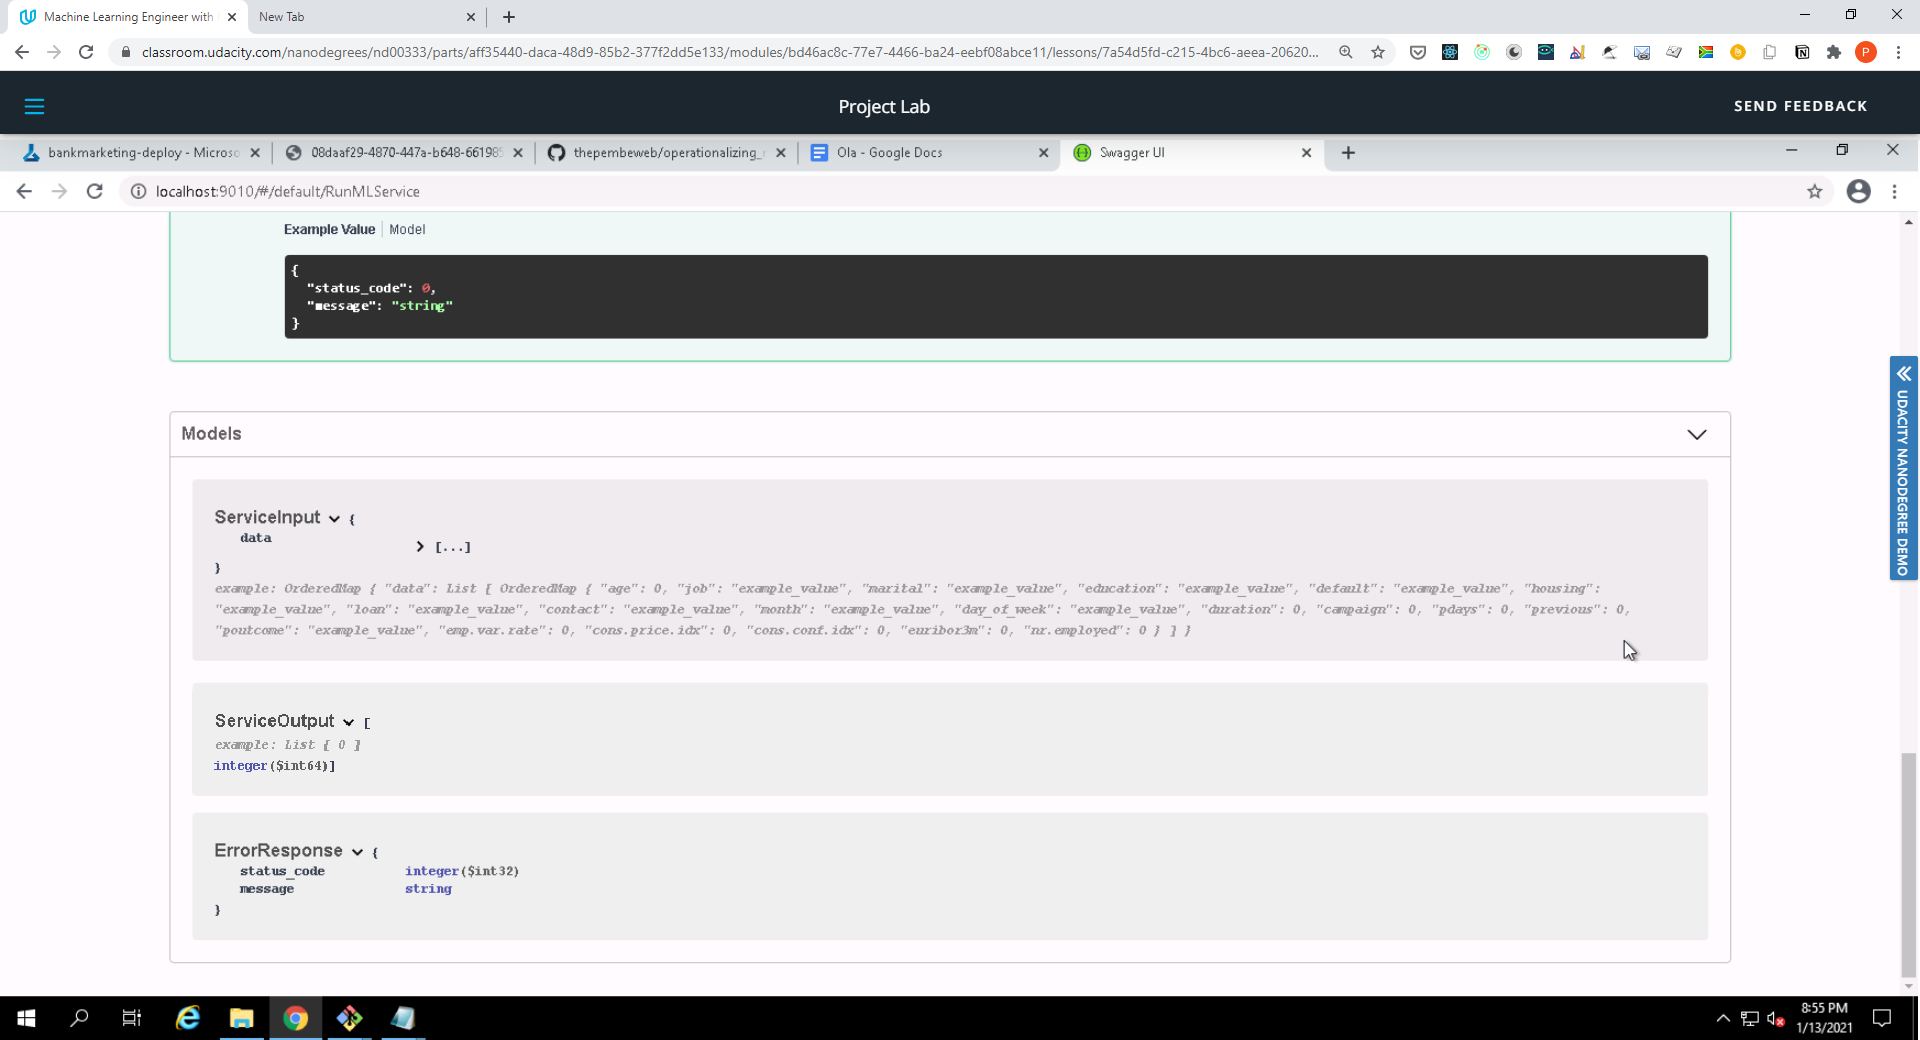 Machine Learning Engineer with
New Tab
classroom.udacity.com/nanodegrees/nd00333/parts/aff35440-daca-48d9-85b2-377f2dd5e133/modules/bd46ac8c-77e7-4466-ba24-eebf08abce11/lessons/7a54d5fd-c215-4bc6-aeea-20620...
P
Project Lab
SEND FEEDBACK
bankmarketing-deploy - Microso
08daaf29-4870-447a-b648-661985
thepembeweb/operationalizing_
Ola - Google Docs
Swagger UI
localhost:9010/#/default/RunMLService
Example Value | Model
{
"status_code": 0,
"message": "string"
}
UDACITY NANODEGREE DEMO
Models
ServiceInput {
data
[...]
}
example: OrderedMap { "data": List [ OrderedMap { "age": 0, "job": "example_value", "marital": "example_value", "education": "example_value", "default": "example_value", "housing":
"example_value", "loan": "example_value", "contact": "example_value", "month": "example_value", "day_of_week": "example_value", "duration": 0, "campaign": 0, "pdays": 0, "previous": 0,
"poutcome": "example_value", "emp.var.rate": 0, "cons.price.idx": 0, "cons.conf.idx": 0, "euribor3m": 0, "nr.employed": 0 } ] }
ServiceOutput [
example: List [ 0 ]
integer($int64)]
ErrorResponse {
status_code integer($int32)
message string
}
8:55 PM
1/13/2021